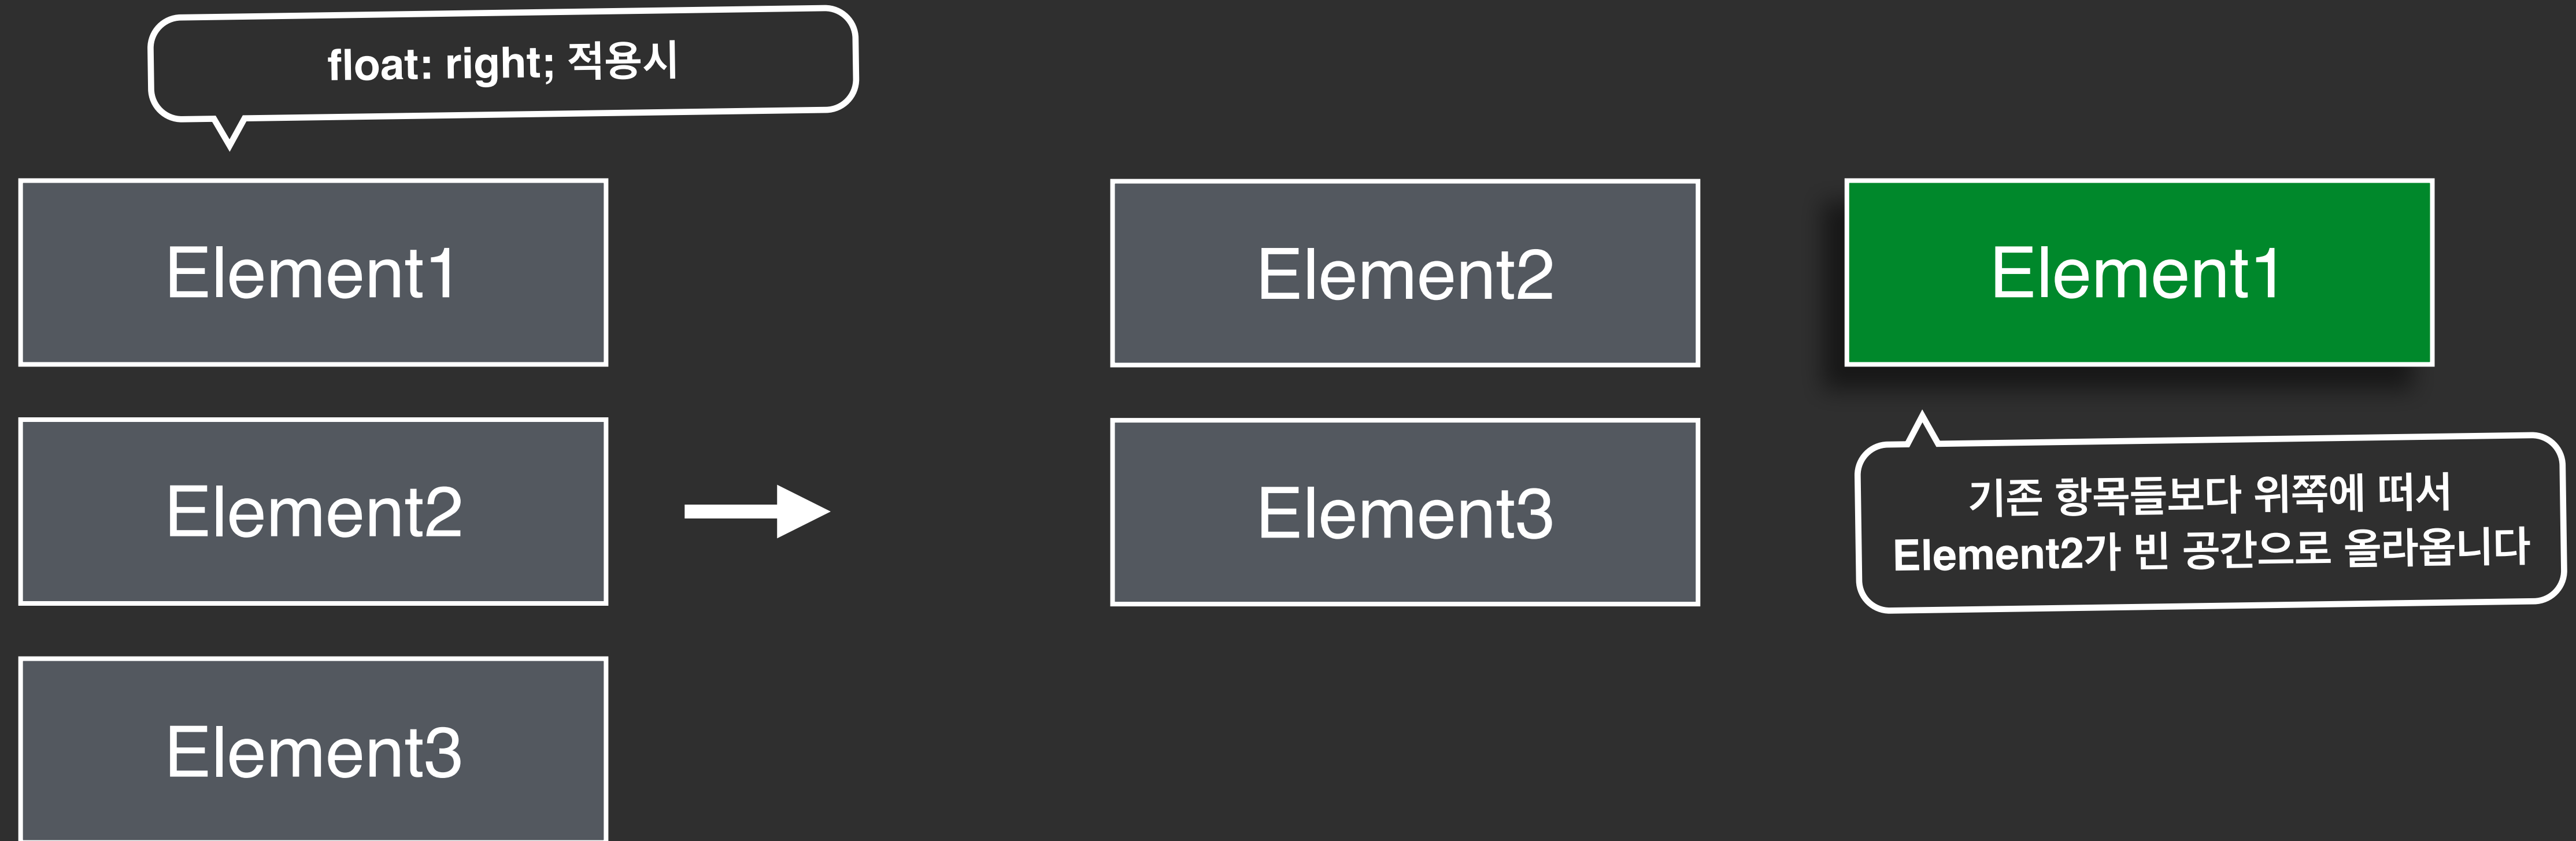 float: right; 적용시
Element1
Element2
Element3
Element2
Element3
Element1
기존 항목들보다 위쪽에 떠서
Element2가 빈 공간으로 올라옵니다